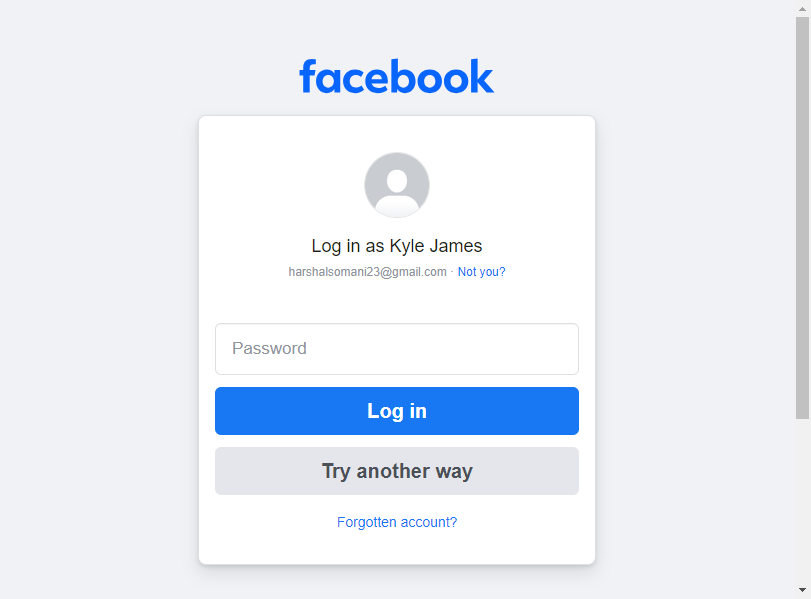 facebook
Log in as Kyle James
harshalsomani23@gmail.com · Not you?
Password
Log in
Try another way
Forgotten account?